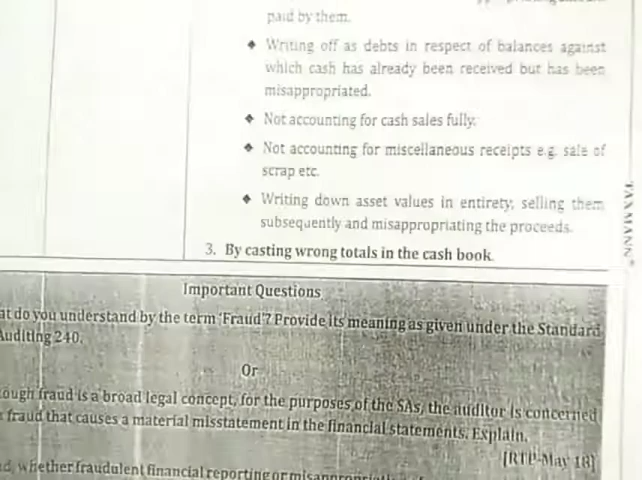 paid by them.
◆ Writing off as debts in respect of balances against
which cash has already been received but has been
misappropriated.
◆ Not accounting for cash sales fully.
◆ Not accounting for miscellaneous receipts e.g. sale of
scrap etc.
◆ Writing down asset values in entirety, selling them
subsequently and misappropriating the proceeds.
3. By casting wrong totals in the cash book.
TAXMANN®
Important Questions
at do you understand by the term 'Fraud'? Provide its meaning as given under the Standard
Auditing 240.
Or
ough fraud is a broad legal concept, for the purposes of the SAs, the auditor is concerned
fraud that causes a material misstatement in the financial statements. Explain.
[RTP-May 18]
d, whether fraudulent financial reporting or